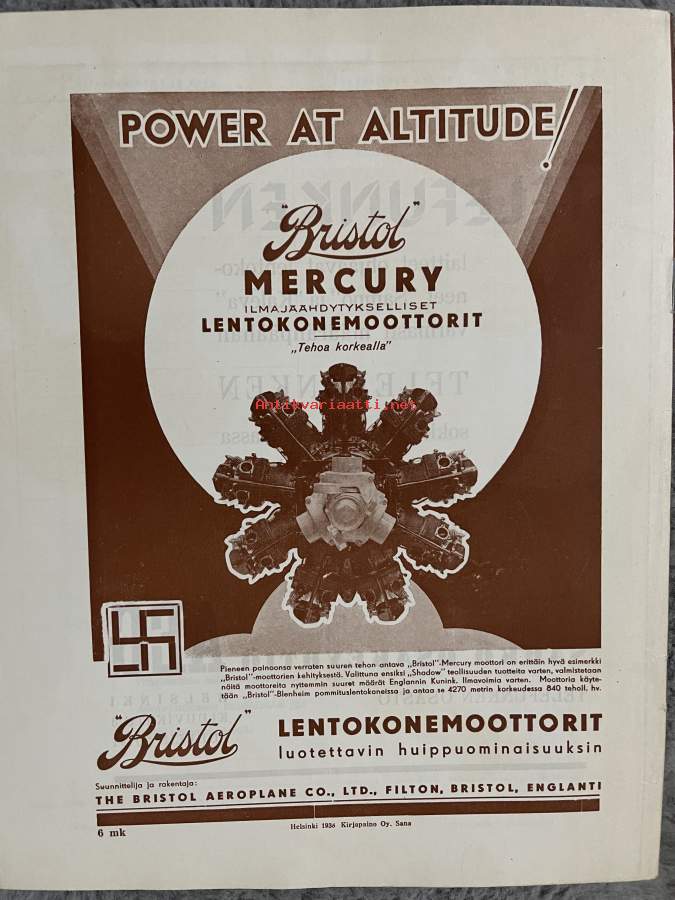 POWER AT ALTITUDE!
"Bristol"
MERCURY
ILMAJÄÄHDYTYKSELLISET
LENTOKONEMOOTTORIT
„Tehoa korkealla"
Antikvariaatti.net
Pieneen painoonsa verraten suuren tehon antava „Bristol"-Mercury moottori on erittäin hyvä esimerkki
„Bristol"-moottorien kehityksestä. Valittuna ensiksi „Shadow" teollisuuden tuotteita varten, valmistetaan
näitä moottoreita nyttemmin suuret määrät Englannin Kunink. Ilmavoimia varten. Moottoria käyte-
tään „Bristol"-Blenheim pommituslentokoneissa ja antaa se 4270 metrin korkeudessa 840 teholl. hv.
"Bristol"
LENTOKONEMOOTTORIT
luotettavin huippuominaisuuksin
Suunnittelija ja rakentaja:
THE BRISTOL AEROPLANE CO., LTD., FILTON, BRISTOL, ENGLANTI
6 mk
Helsinki 1936 Kirjapaino Oy. Sana